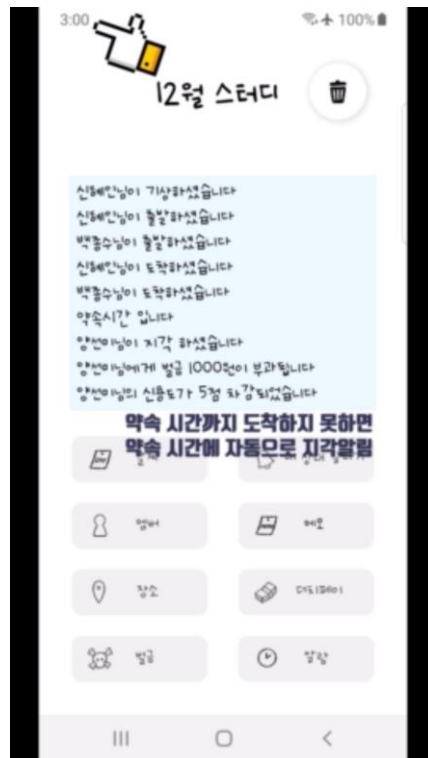 3:00
100%
12월 스터디
신혜인님이 기상하셨습니다
신혜인님이 출발하셨습니다
백종수님이 출발하셨습니다
신혜인님이 도착하셨습니다
백종수님이 도착하셨습니다
약속시간 입니다
양선미님이 지각 하셨습니다
양선미님에게 벌금 1000원이 부과됩니다
양선미님의 신용도가 5점 차감되었습니다
약속 시간까지 도착하지 못하면
약속 시간에 자동으로 지각알림
멤버
메모
장소
더치페이
벌금
알람